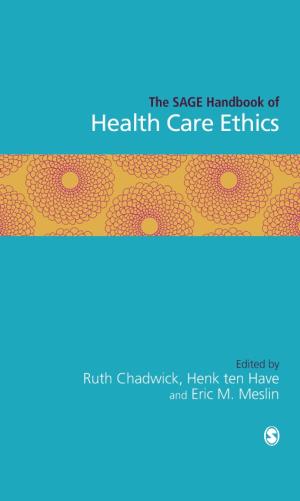 The SAGE Handbook of
Health Care Ethics
Edited by
Ruth Chadwick, Henk ten Have
and Eric M. Meslin